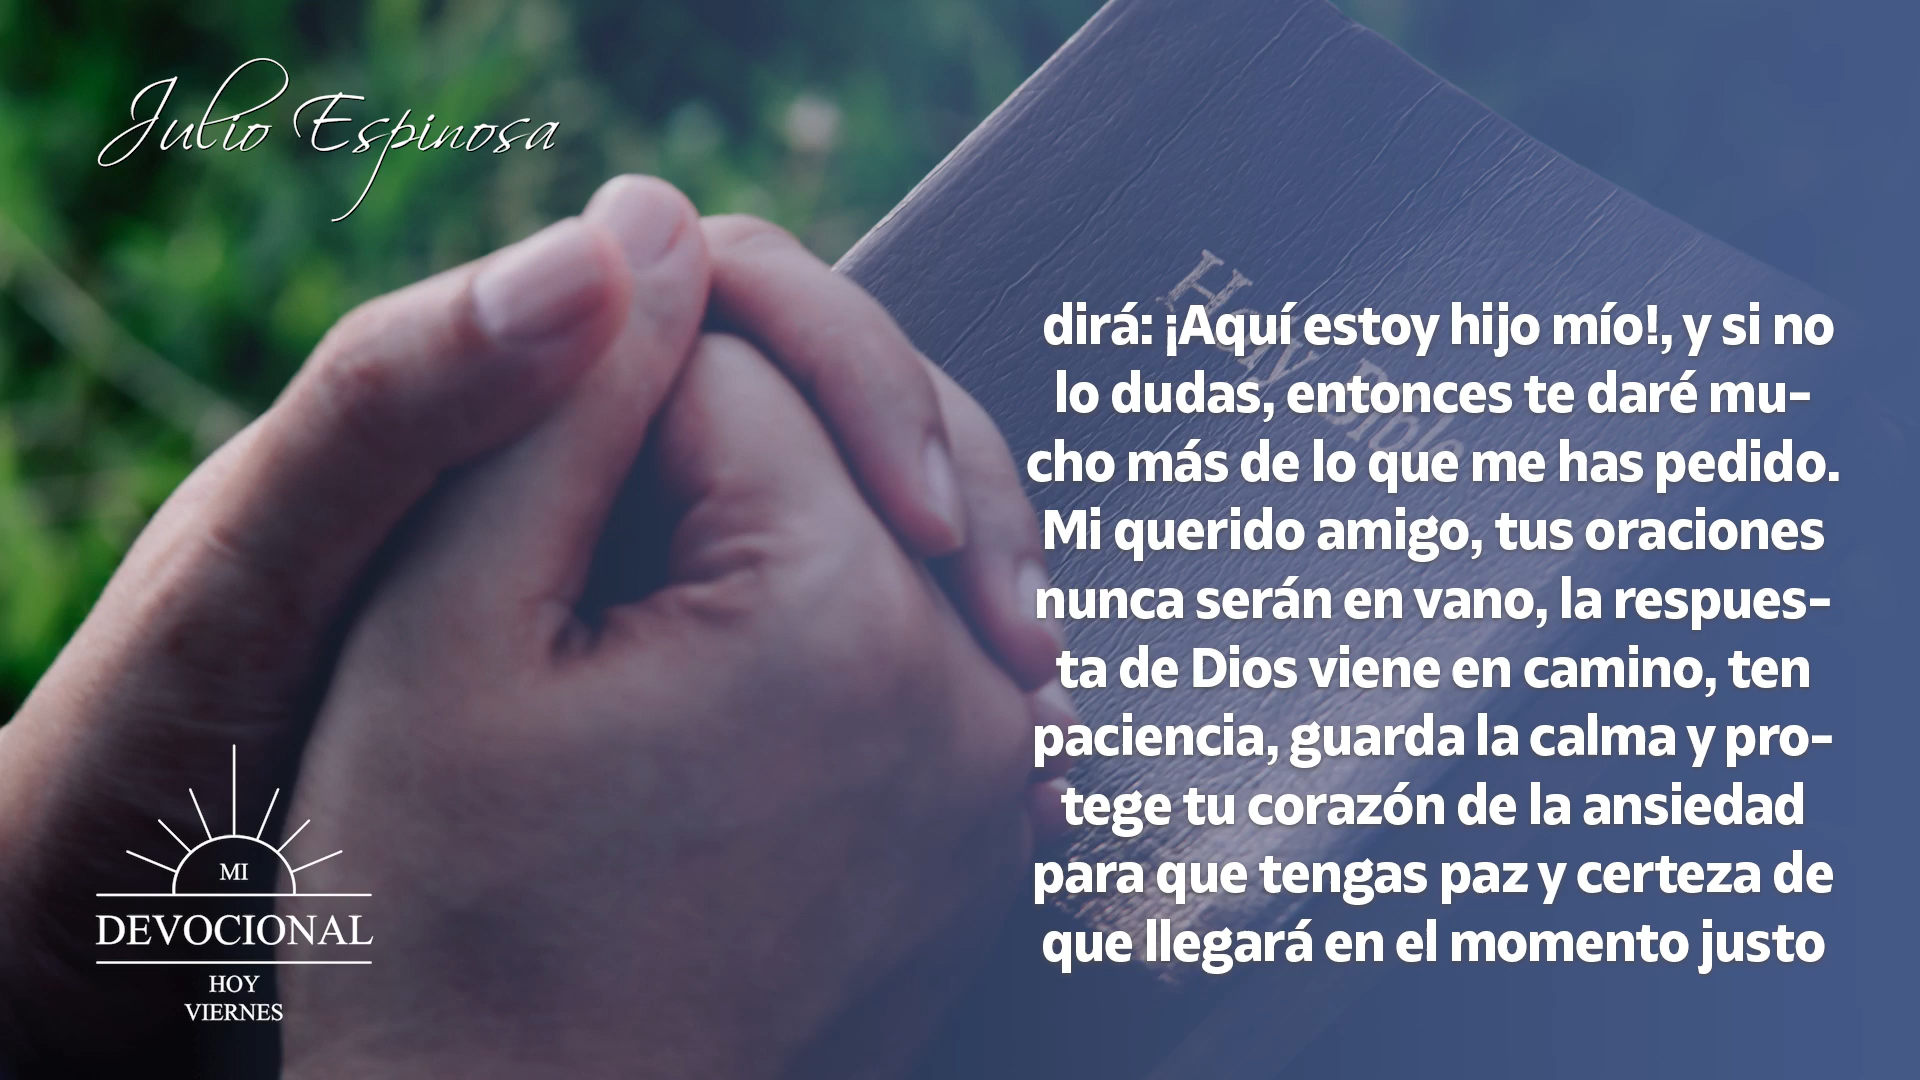 Julio Espinosa
Holy Bible
dirá: ¡Aquí estoy hijo mío!, y si no
lo dudas, entonces te daré mu-
cho más de lo que me has pedido.
Mi querido amigo, tus oraciones
nunca serán en vano, la respues-
ta de Dios viene en camino, ten
paciencia, guarda la calma y pro-
tege tu corazón de la ansiedad
para que tengas paz y certeza de
que llegará en el momento justo
MI
DEVOCIONAL
HOY
VIERNES